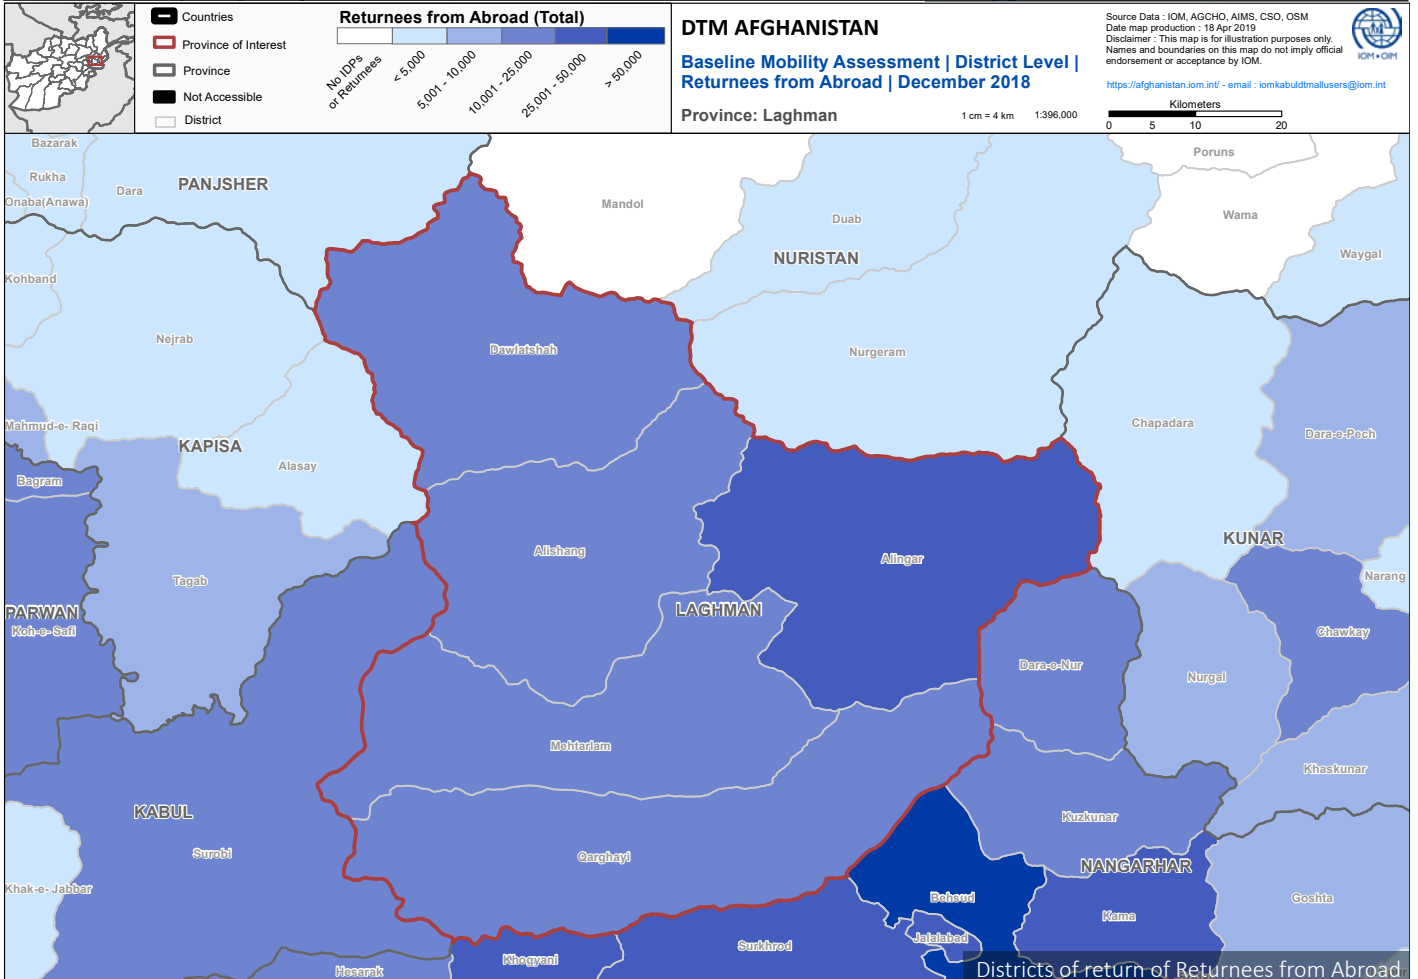 Countries
Province of Interest
Province
Not Accessible
District
Returnees from Abroad (Total)
No IDPs
or Returnees
< 5,000
5,001 - 10,000
10,001 - 25,000
25,001 - 50,000
> 50,000
DTM AFGHANISTAN
Baseline Mobility Assessment | District Level |
Returnees from Abroad | December 2018
Province: Laghman
1 cm = 4 km
1:396,000
Source Data : IOM, AGCHO, AIMS, CSO, OSM
Date map production : 18 Apr 2019
Disclaimer : This map is for illustration purposes only.
Names and boundaries on this map do not imply official
endorsement or acceptance by IOM.
https://afghanistan.iom.int/ - email : iomkabuldtmallusers@iom.int
IOM•OIM
Kilometers
0 5 10 20
Bazarak
Rukha
Onaba(Anawa)
Dara
PANJSHER
Mandol
Duab
NURISTAN
Poruns
Wama
Waygal
Kohband
Nejrab
Dawlatshah
Nurgeram
Chapadara
Dara-e-Pech
Mahmud-e- Raqi
KAPISA
Alasay
Bagram
Alishang
Alingar
KUNAR
Narang
Tagab
PARWAN
Koh-e- Safi
LAGHMAN
Chawkay
Dara-e-Nur
Nurgal
Mehtarlam
Khaskunar
KABUL
Surobi
Kuzkunar
Qarghayi
NANGARHAR
Khak-e- Jabbar
Behsud
Goshta
Kama
Jalalabad
Surkhrod
Khogyani
Hesarak
Districts of return of Returnees from Abroad